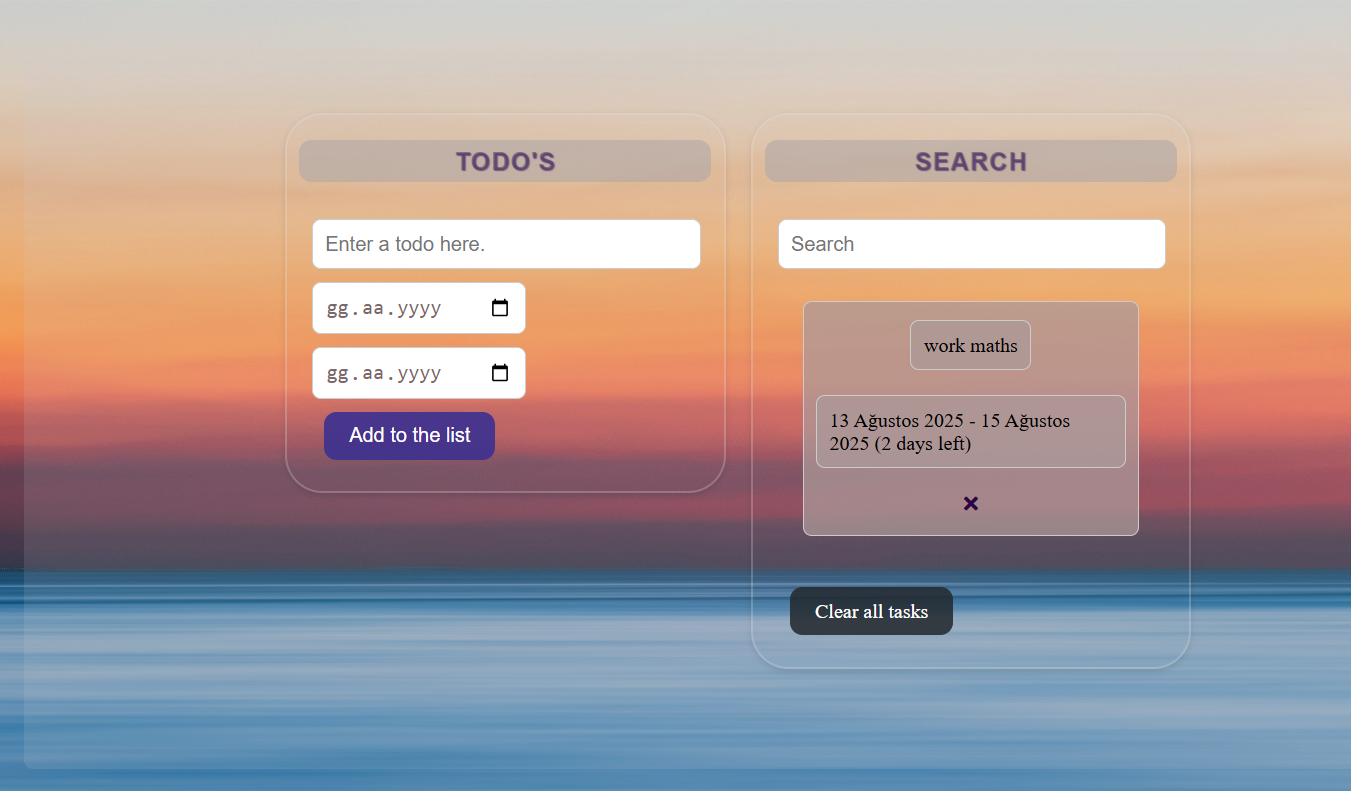 TODO'S
Enter a todo here.
gg.aa.yyyy
gg.aa.yyyy
Add to the list
SEARCH
Search
work maths
13 Ağustos 2025 - 15 Ağustos
2025 (2 days left)
Clear all tasks